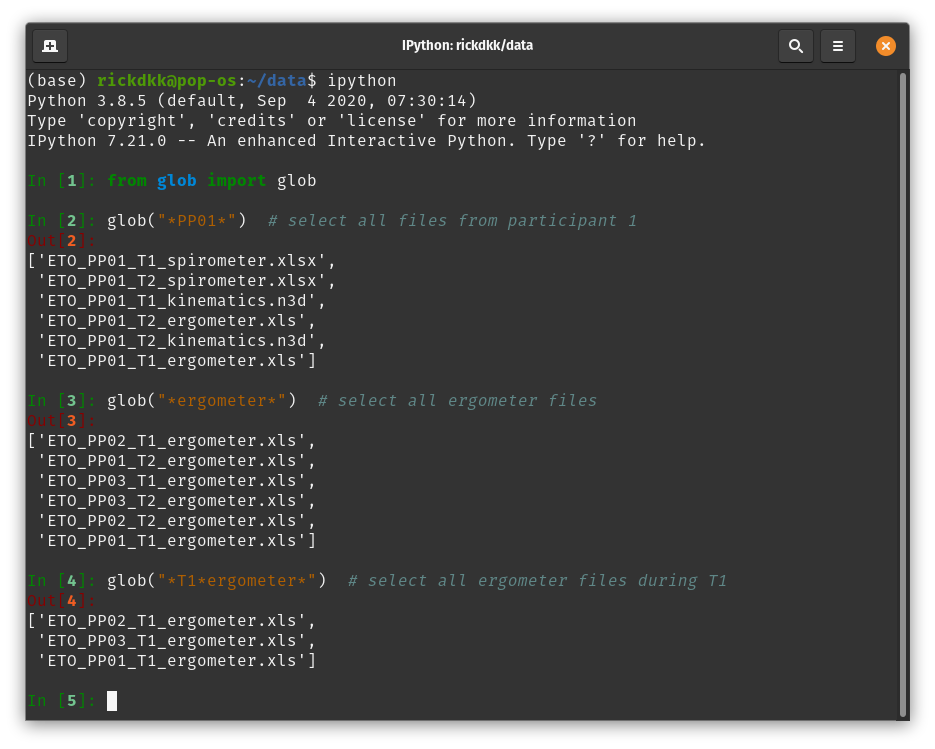 IPython: rickdkk/data
(base) rickdkk@pop-os:~/data$ ipython
Python 3.8.5 (default, Sep  4 2020, 07:30:14)
Type 'copyright', 'credits' or 'license' for more information
IPython 7.21.0 -- An enhanced Interactive Python. Type '?' for help.
In [1]: from glob import glob
In [2]: glob("*PP01*")  # select all files from participant 1
Out[2]:
['ETO_PP01_T1_spirometer.xlsx',
 'ETO_PP01_T2_spirometer.xlsx',
 'ETO_PP01_T1_kinematics.n3d',
 'ETO_PP01_T2_ergometer.xls',
 'ETO_PP01_T2_kinematics.n3d',
 'ETO_PP01_T1_ergometer.xls']
In [3]: glob("*ergometer*")  # select all ergometer files
Out[3]:
['ETO_PP02_T1_ergometer.xls',
 'ETO_PP01_T2_ergometer.xls',
 'ETO_PP03_T1_ergometer.xls',
 'ETO_PP03_T2_ergometer.xls',
 'ETO_PP02_T2_ergometer.xls',
 'ETO_PP01_T1_ergometer.xls']
In [4]: glob("*T1*ergometer*")  # select all ergometer files during T1
Out[4]:
['ETO_PP02_T1_ergometer.xls',
 'ETO_PP03_T1_ergometer.xls',
 'ETO_PP01_T1_ergometer.xls']
In [5]: